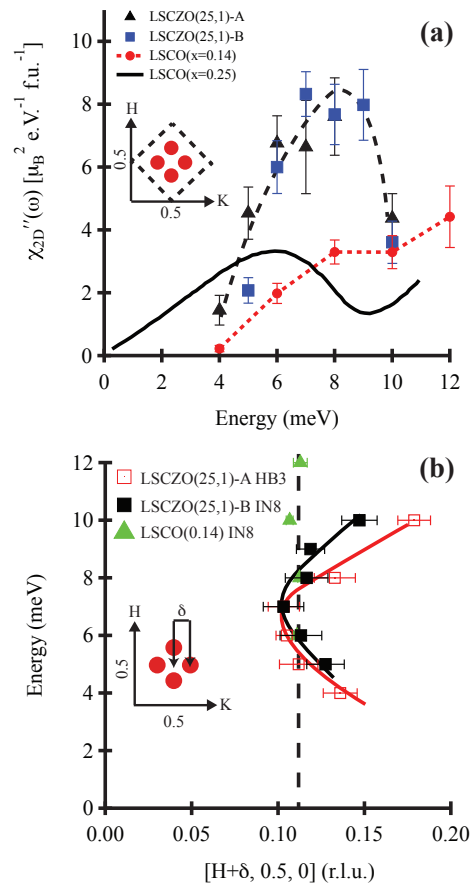 LSCZO(25,1)-A
LSCZO(25,1)-B
LSCO(x=0.14)
LSCO(x=0.25)
(a)
χ2D''(ω) [μB² e.V.⁻¹ f.u.⁻¹]
10
8
6
4
2
0
H
0.5
0.5
K
0 2 4 6 8 10 12
Energy (meV)
(b)
LSCZO(25,1)-A HB3
LSCZO(25,1)-B IN8
LSCO(0.14) IN8
Energy (meV)
12
10
8
6
4
2
0
H
δ
0.5
0.5
K
0.00 0.05 0.10 0.15 0.20
[H+δ, 0.5, 0] (r.l.u.)